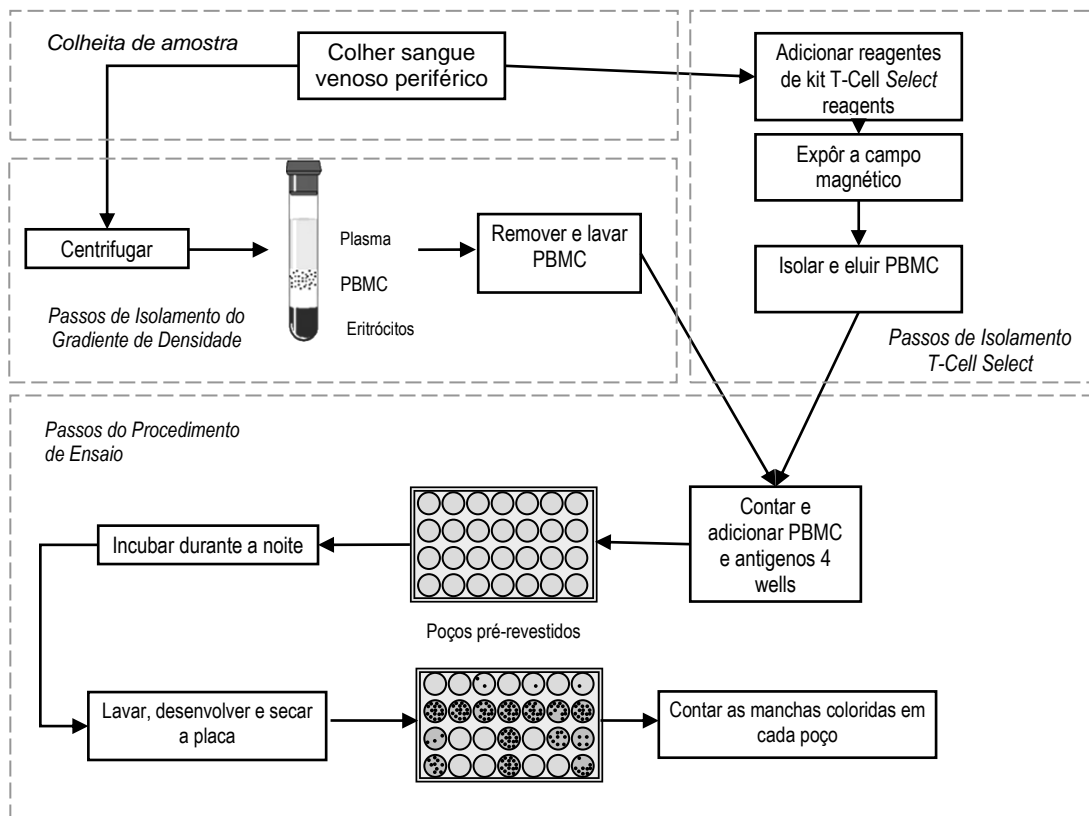 Colheita de amostra
Colher sangue
venoso periférico
Adicionar reagentes
de kit T-Cell Select
reagents
Expôr a campo
magnético
Isolar e eluir PBMC
Passos de Isolamento
T-Cell Select
Centrifugar
Plasma
PBMC
Eritrócitos
Remover e lavar
PBMC
Passos de Isolamento do
Gradiente de Densidade
Passos do Procedimento
de Ensaio
Contar e
adicionar PBMC
e antigenos 4
wells
Poços pré-revestidos
Incubar durante a noite
Lavar, desenvolver e secar
a placa
Contar as manchas coloridas em
cada poço